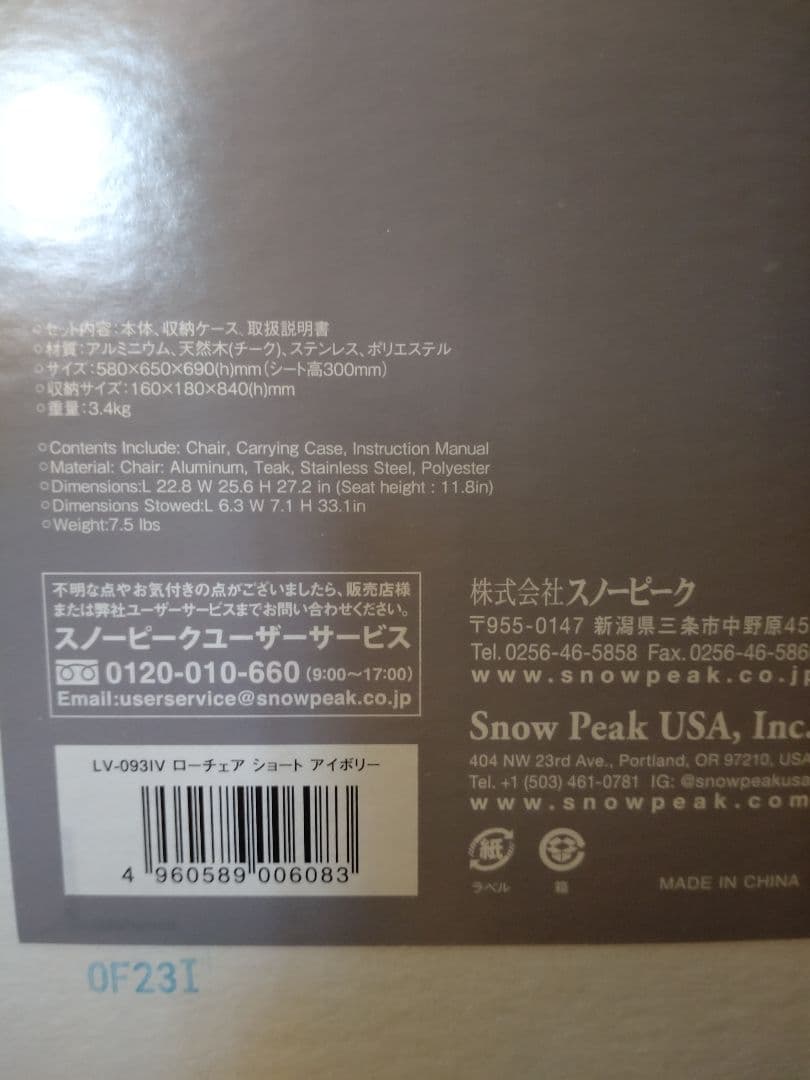 ○セット内容：本体、収納ケース、取扱説明書
○材質：アルミニウム、天然木(チーク)、ステンレス、ポリエステル
○サイズ：580×650×690(h)mm（シート高300mm）
○収納サイズ：160×180×840(h)mm
○重量：3.4kg
○Contents Include: Chair, Carrying Case, Instruction Manual
○Material: Chair: Aluminum, Teak, Stainless Steel, Polyester
○Dimensions:L 22.8 W 25.6 H 27.2 in (Seat height : 11.8in)
○Dimensions Stowed:L 6.3 W 7.1 H 33.1in
○Weight:7.5 lbs
不明な点やお気付きの点がございましたら、販売店様
または弊社ユーザーサービスまでお問い合わせください。
スノーピークユーザーサービス
0120-010-660 (9:00〜17:00)
Email:userservice@snowpeak.co.jp
株式会社スノーピーク
〒955-0147 新潟県三条市中野原45
Tel.0256-46-5858 Fax.0256-46-586
www.snowpeak.co.jp
Snow Peak USA, Inc.
404 NW 23rd Ave., Portland, OR 97210, USA
Tel. +1 (503) 461-0781 IG: @snowpeakusa
www.snowpeak.com
LV-093IV ローチェア ショート アイボリー
4 960589 006083
紙
ラベル
箱
MADE IN CHINA
OF23I